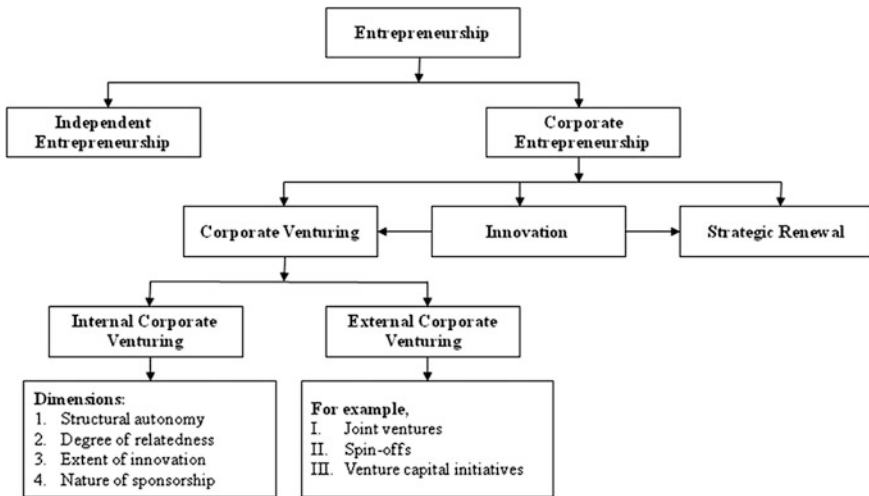 Entrepreneurship
Independent
Entrepreneurship
Corporate
Entrepreneurship
Corporate Venturing
Innovation
Strategic Renewal
Internal Corporate
Venturing
External Corporate
Venturing
Dimensions:
1. Structural autonomy
2. Degree of relatedness
3. Extent of innovation
4. Nature of sponsorship
For example,
I. Joint ventures
II. Spin-offs
III. Venture capital initiatives